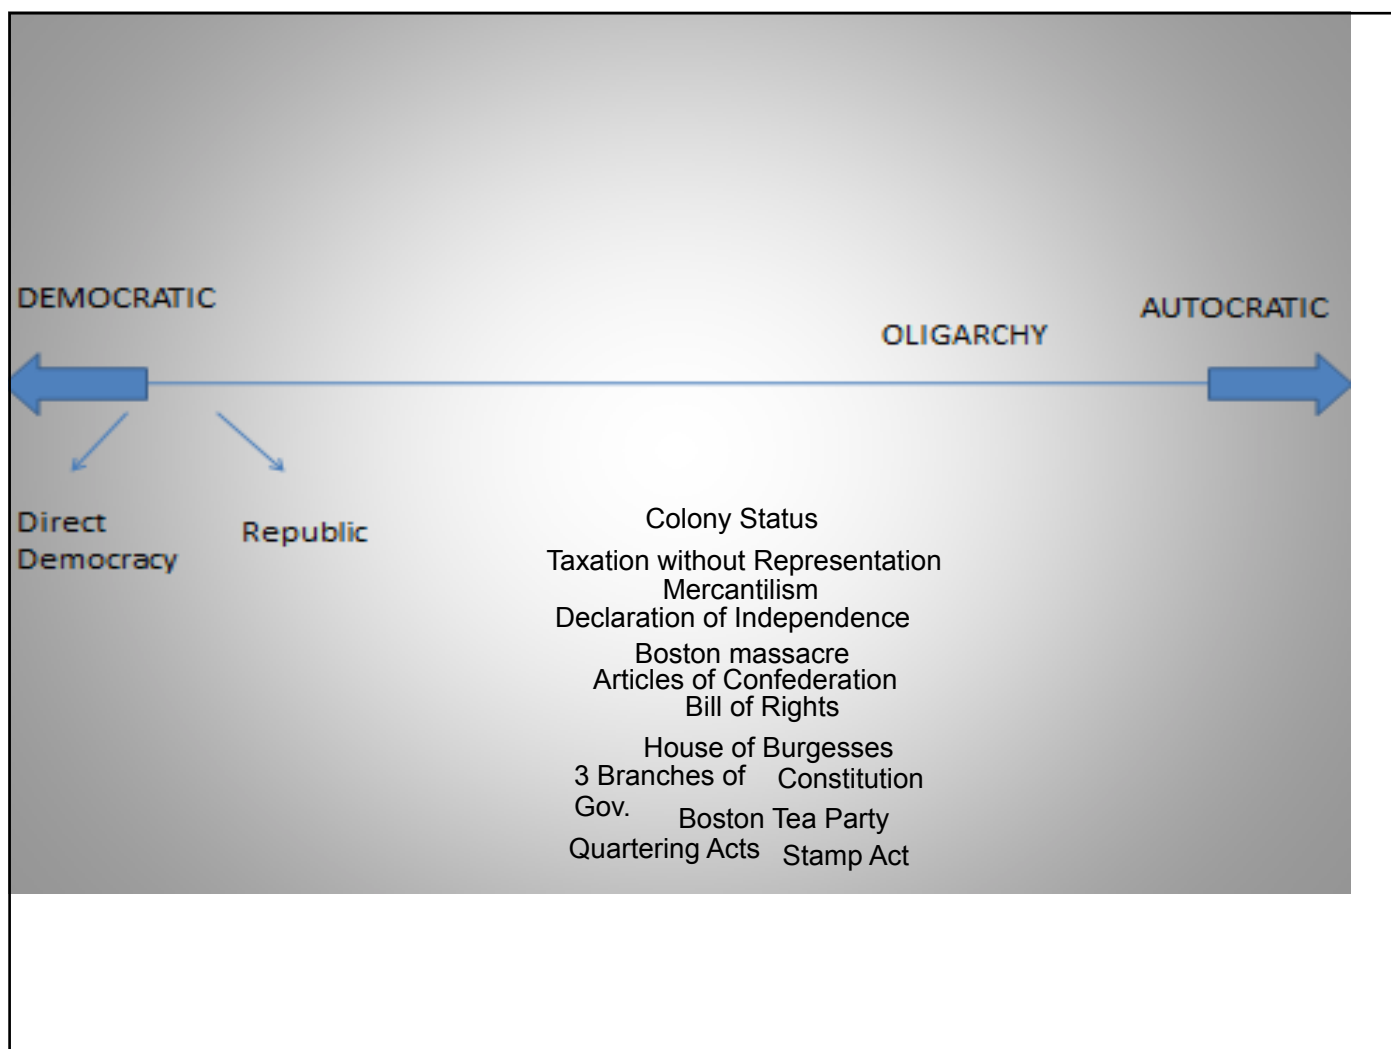 DEMOCRATIC
AUTOCRATIC
OLIGARCHY
Direct
Democracy
Republic
Colony Status
Taxation without Representation
Mercantilism
Declaration of Independence
Boston massacre
Articles of Confederation
Bill of Rights
House of Burgesses
3 Branches of
Gov.
Constitution
Boston Tea Party
Quartering Acts
Stamp Act